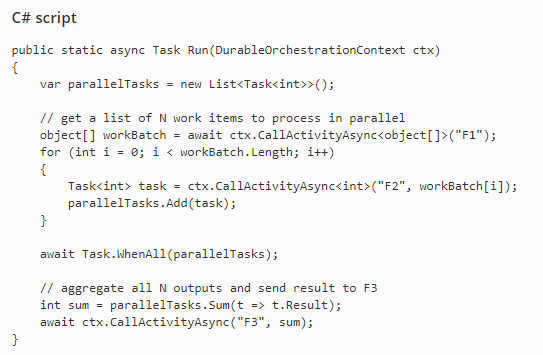 C# script
public static async Task Run(DurableOrchestrationContext ctx)
{
    var parallelTasks = new List<Task<int>>();

    // get a list of N work items to process in parallel
    object[] workBatch = await ctx.CallActivityAsync<object[]>("F1");
    for (int i = 0; i < workBatch.Length; i++)
    {
        Task<int> task = ctx.CallActivityAsync<int>("F2", workBatch[i]);
        parallelTasks.Add(task);
    }

    await Task.WhenAll(parallelTasks);

    // aggregate all N outputs and send result to F3
    int sum = parallelTasks.Sum(t => t.Result);
    await ctx.CallActivityAsync("F3", sum);
}